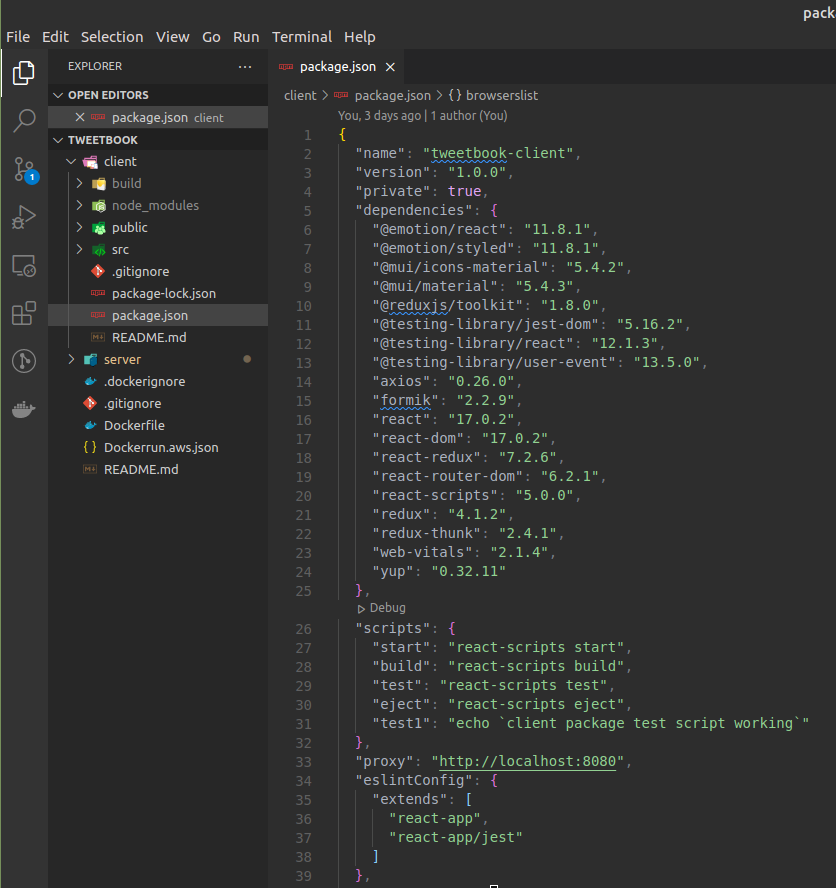 pack
File Edit Selection View Go Run Terminal Help
EXPLORER ...
OPEN EDITORS
package.json client
TWEETBOOK
client
build
node_modules
public
src
.gitignore
package-lock.json
package.json
README.md
server
.dockerignore
.gitignore
Dockerfile
{ } Dockerrun.aws.json
README.md
1
package.json ×
client > package.json > { } browserslist
You, 3 days ago | 1 author (You)
1 {
2 "name": "tweetbook-client",
3 "version": "1.0.0",
4 "private": true,
5 "dependencies": {
6 "@emotion/react": "11.8.1",
7 "@emotion/styled": "11.8.1",
8 "@mui/icons-material": "5.4.2",
9 "@mui/material": "5.4.3",
10 "@reduxjs/toolkit": "1.8.0",
11 "@testing-library/jest-dom": "5.16.2",
12 "@testing-library/react": "12.1.3",
13 "@testing-library/user-event": "13.5.0",
14 "axios": "0.26.0",
15 "formik": "2.2.9",
16 "react": "17.0.2",
17 "react-dom": "17.0.2",
18 "react-redux": "7.2.6",
19 "react-router-dom": "6.2.1",
20 "react-scripts": "5.0.0",
21 "redux": "4.1.2",
22 "redux-thunk": "2.4.1",
23 "web-vitals": "2.1.4",
24 "yup": "0.32.11"
25 },
Debug
26 "scripts": {
27 "start": "react-scripts start",
28 "build": "react-scripts build",
29 "test": "react-scripts test",
30 "eject": "react-scripts eject",
31 "test1": "echo `client package test script working`"
32 },
33 "proxy": "http://localhost:8080",
34 "eslintConfig": {
35 "extends": [
36 "react-app",
37 "react-app/jest"
38 ]
39 },